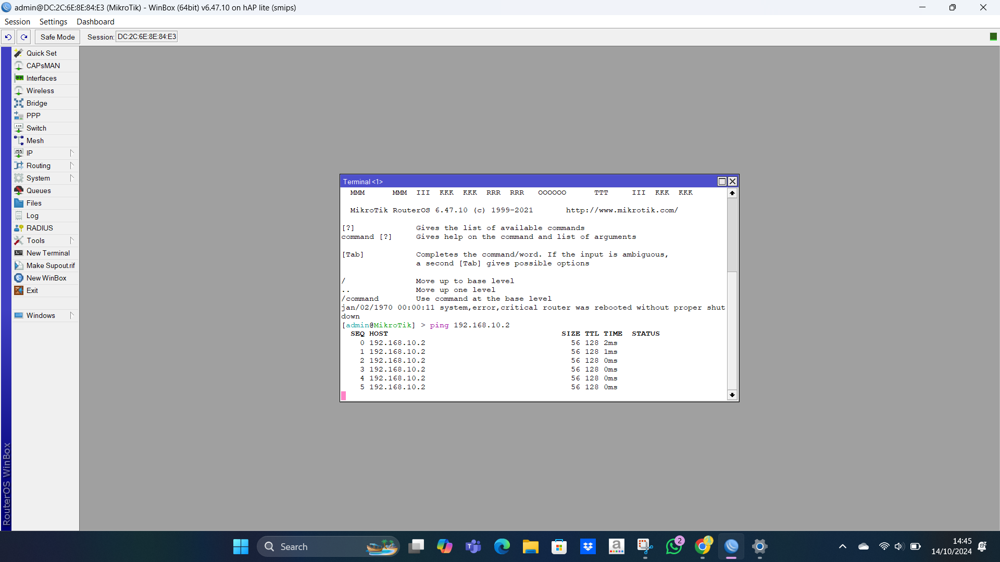 admin@DC:2C:6E:8E:84:E3 (MikroTik) - WinBox (64bit) v6.47.10 on hAP lite (smips)
Session Settings Dashboard
Safe Mode Session: DC:2C:6E:8E:84:E3
Quick Set
CAPsMAN
Interfaces
Wireless
Bridge
PPP
Switch
Mesh
IP
Routing
System
Queues
Files
Log
RADIUS
Tools
New Terminal
Make Supout.rif
New WinBox
Exit
Windows
RouterOS WinBox
Terminal <1>
MMM MMM III KKK KKK RRR RRR OOOOOO TTT III KKK KKK
MikroTik RouterOS 6.47.10 (c) 1999-2021 http://www.mikrotik.com/
[?] Gives the list of available commands
command [?] Gives help on the command and list of arguments
[Tab] Completes the command/word. If the input is ambiguous,
a second [Tab] gives possible options
/ Move up to base level
.. Move up one level
/command Use command at the base level
jan/02/1970 00:00:11 system,error,critical router was rebooted without proper shut
down
[admin@MikroTik] > ping 192.168.10.2
SEQ HOST SIZE TTL TIME STATUS
0 192.168.10.2 56 128 2ms
1 192.168.10.2 56 128 1ms
2 192.168.10.2 56 128 0ms
3 192.168.10.2 56 128 0ms
4 192.168.10.2 56 128 0ms
5 192.168.10.2 56 128 0ms
Search
2
14:45
14/10/2024